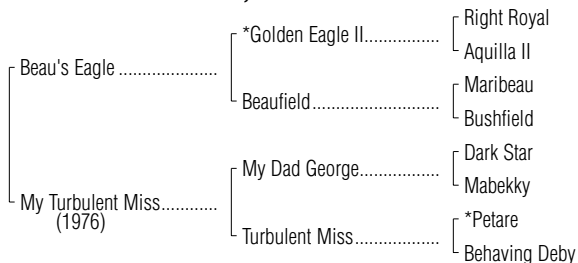 Right Royal
*Golden Eagle II
Aquilla II
Beau's Eagle
Maribeau
Beaufield
Bushfield
Dark Star
My Dad George
Mabekky
My Turbulent Miss
(1976)
*Petare
Turbulent Miss
Behaving Deby